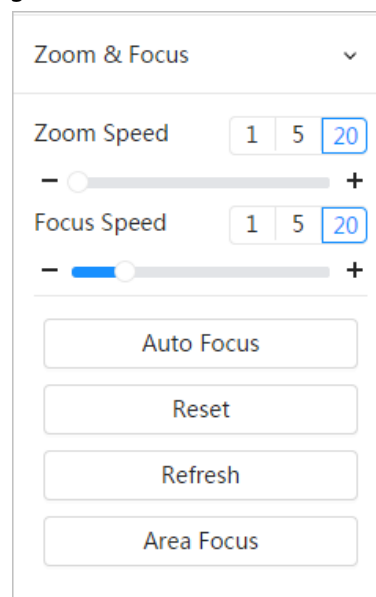 Zoom & Focus
Zoom Speed 1 5 20
− +
Focus Speed 1 5 20
− +
Auto Focus
Reset
Refresh
Area Focus